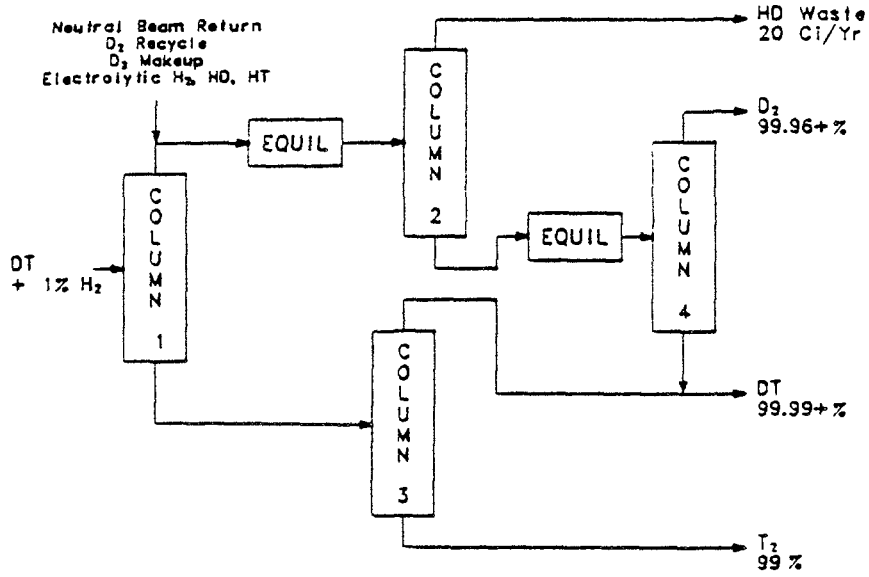 Neutral Beam Return
D₂ Recycle
D₂ Makeup
Electrolytic H₂, HD, HT
HD Waste
20 Ci/Yr
D₂
99.96+%
EQUIL
COLUMN 2
EQUIL
COLUMN 4
DT
+ 1% H₂
COLUMN 1
COLUMN 3
DT
99.99+%
T₂
99%